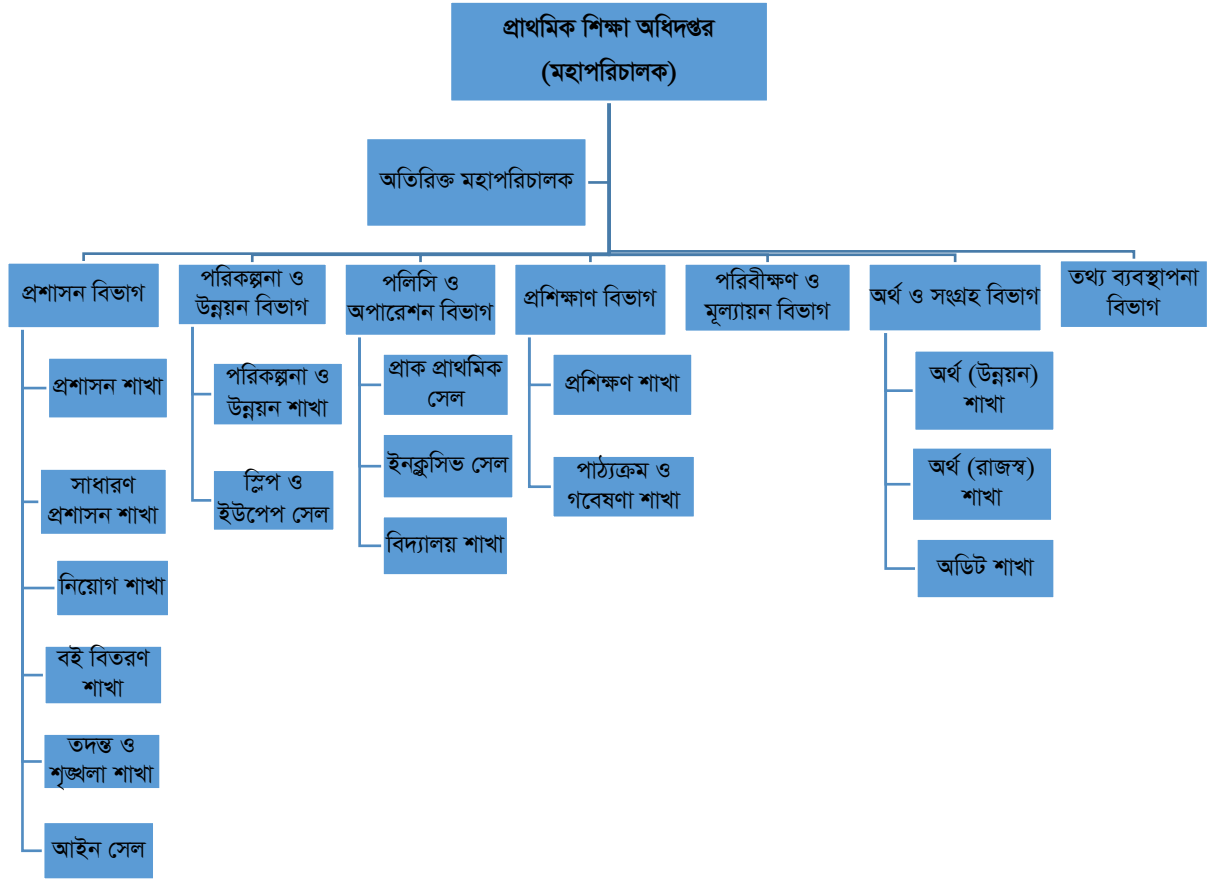 প্রাথমিক শিক্ষা অধিদপ্তর
(মহাপরিচালক)
অতিরিক্ত মহাপরিচালক
প্রশাসন বিভাগ
পরিকল্পনা ও
উন্নয়ন বিভাগ
পলিসি ও
অপারেশন বিভাগ
প্রশিক্ষাণ বিভাগ
পরিবীক্ষণ ও
মূল্যায়ন বিভাগ
অর্থ ও সংগ্রহ বিভাগ
তথ্য ব্যবস্থাপনা
বিভাগ
প্রশাসন শাখা
সাধারণ
প্রশাসন শাখা
নিয়োগ শাখা
বই বিতরণ
শাখা
তদন্ত ও
শৃঙ্খলা শাখা
আইন সেল
পরিকল্পনা ও
উন্নয়ন শাখা
স্লিপ ও
ইউপেপ সেল
প্রাক প্রাথমিক
সেল
ইনক্লুসিভ সেল
বিদ্যালয় শাখা
প্রশিক্ষণ শাখা
পাঠ্যক্রম ও
গবেষণা শাখা
অর্থ (উন্নয়ন)
শাখা
অর্থ (রাজস্ব)
শাখা
অডিট শাখা